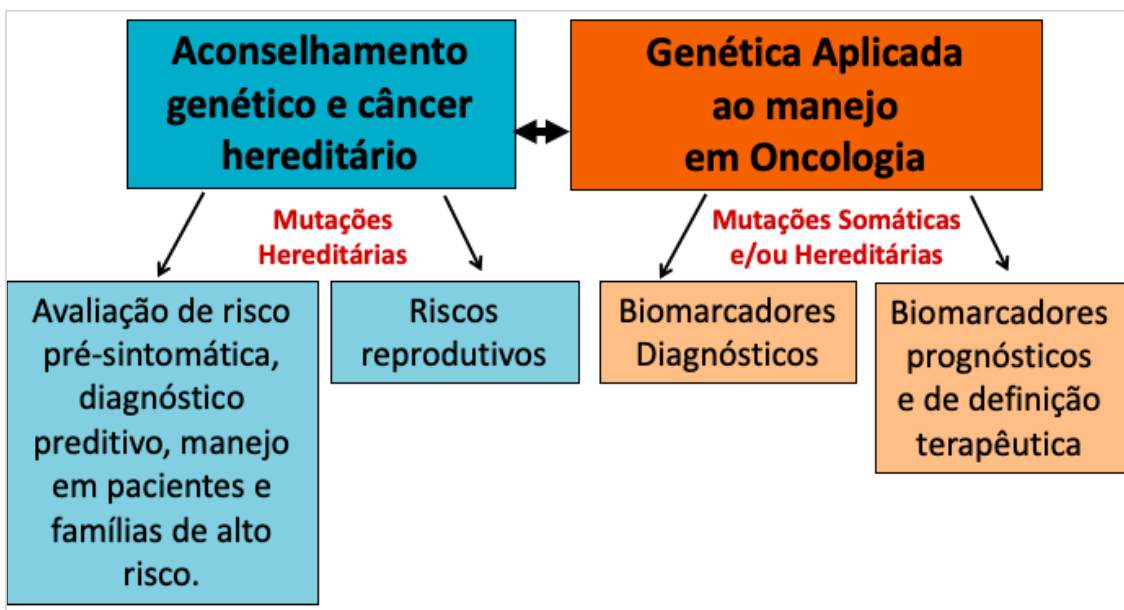 Aconselhamento
genético e câncer
hereditário
Genética Aplicada
ao manejo
em Oncologia
Mutações
Hereditárias
Mutações Somáticas
e/ou Hereditárias
Avaliação de risco
pré-sintomática,
diagnóstico
preditivo, manejo
em pacientes e
famílias de alto
risco.
Riscos
reprodutivos
Biomarcadores
Diagnósticos
Biomarcadores
prognósticos
e de definição
terapêutica